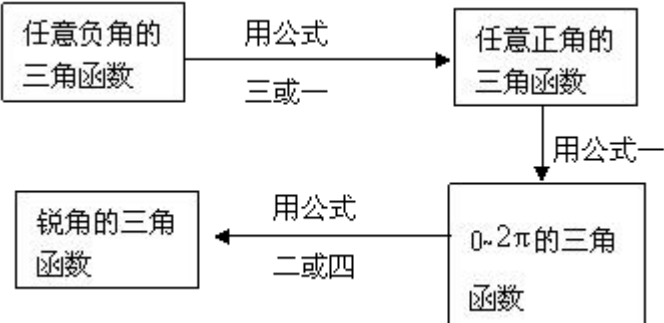 任意负角的
三角函数
用公式
三或一
任意正角的
三角函数
用公式一
0~2π的三角
函数
用公式
二或四
锐角的三角
函数